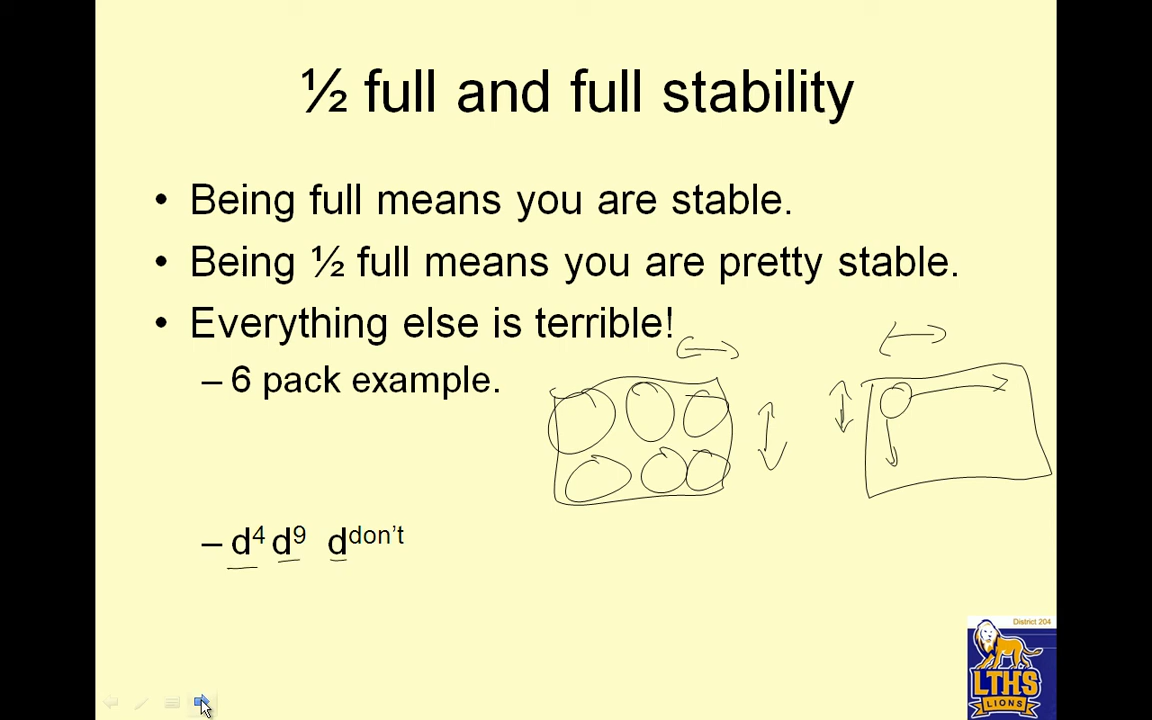 ½ full and full stability
• Being full means you are stable.
• Being ½ full means you are pretty stable.
• Everything else is terrible!
– 6 pack example.
– d⁴ d⁹ d^don't
District 204
LTHS
LIONS